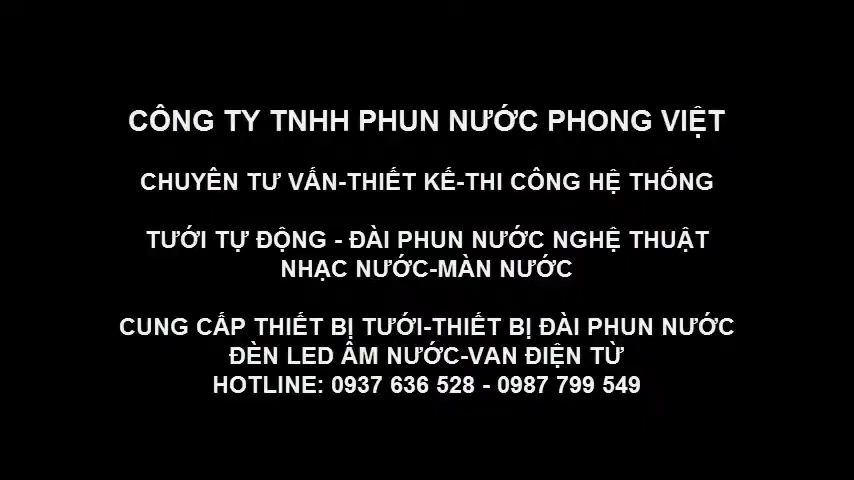 CÔNG TY TNHH PHUN NƯỚC PHONG VIỆT
CHUYÊN TƯ VẤN-THIẾT KẾ-THI CÔNG HỆ THỐNG
TƯỚI TỰ ĐỘNG - ĐÀI PHUN NƯỚC NGHỆ THUẬT
NHẠC NƯỚC-MÀN NƯỚC
CUNG CẤP THIẾT BỊ TƯỚI-THIẾT BỊ ĐÀI PHUN NƯỚC
ĐÈN LED ÂM NƯỚC-VAN ĐIỆN TỪ
HOTLINE: 0937 636 528 - 0987 799 549